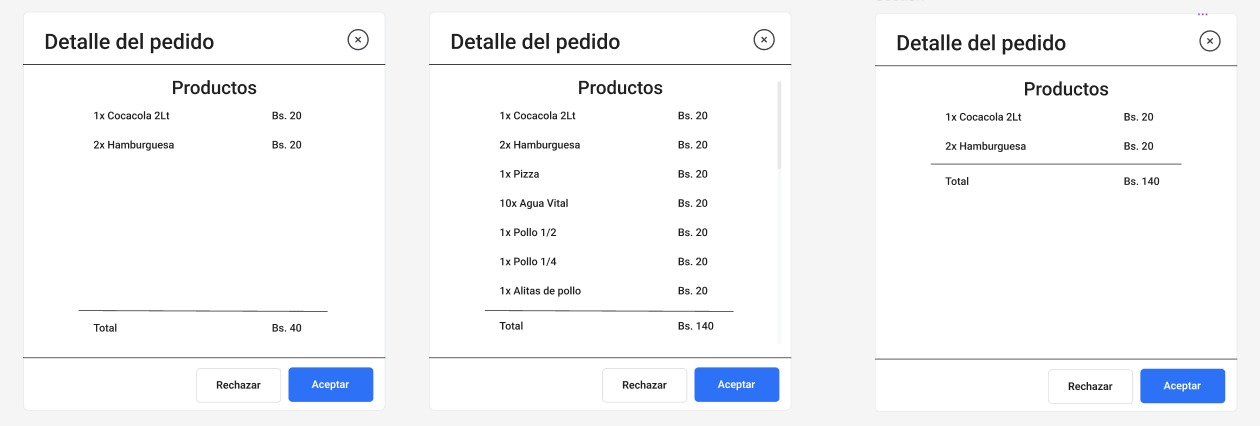 Detalle del pedido
Productos
1x Cocacola 2Lt Bs. 20
2x Hamburguesa Bs. 20
Total Bs. 40
Rechazar Aceptar
Detalle del pedido
Productos
1x Cocacola 2Lt Bs. 20
2x Hamburguesa Bs. 20
1x Pizza Bs. 20
10x Agua Vital Bs. 20
1x Pollo 1/2 Bs. 20
1x Pollo 1/4 Bs. 20
1x Alitas de pollo Bs. 20
Total Bs. 140
Rechazar Aceptar
Detalle del pedido
Productos
1x Cocacola 2Lt Bs. 20
2x Hamburguesa Bs. 20
Total Bs. 140
Rechazar Aceptar